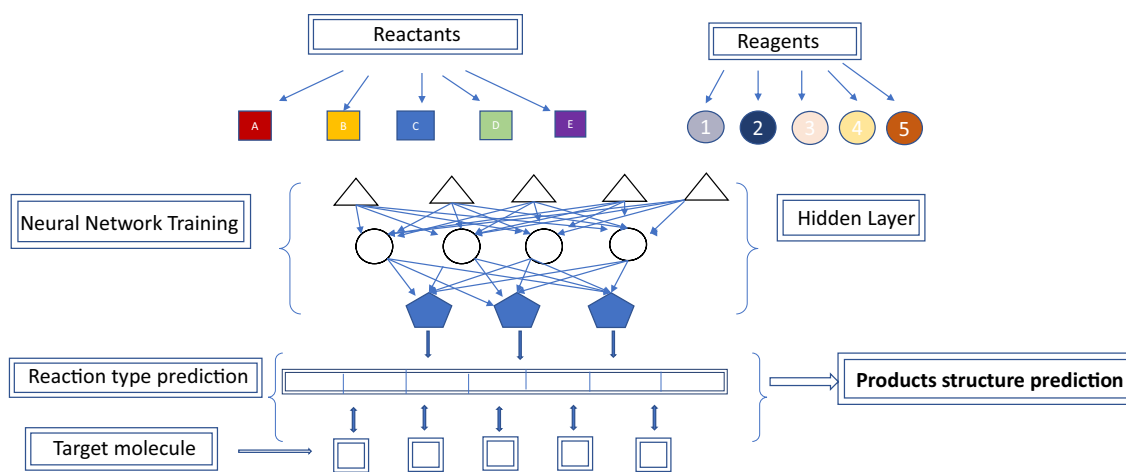 Reactants
Reagents
A
B
C
D
E
1
2
3
4
5
Neural Network Training
Hidden Layer
Reaction type prediction
Products structure prediction
Target molecule